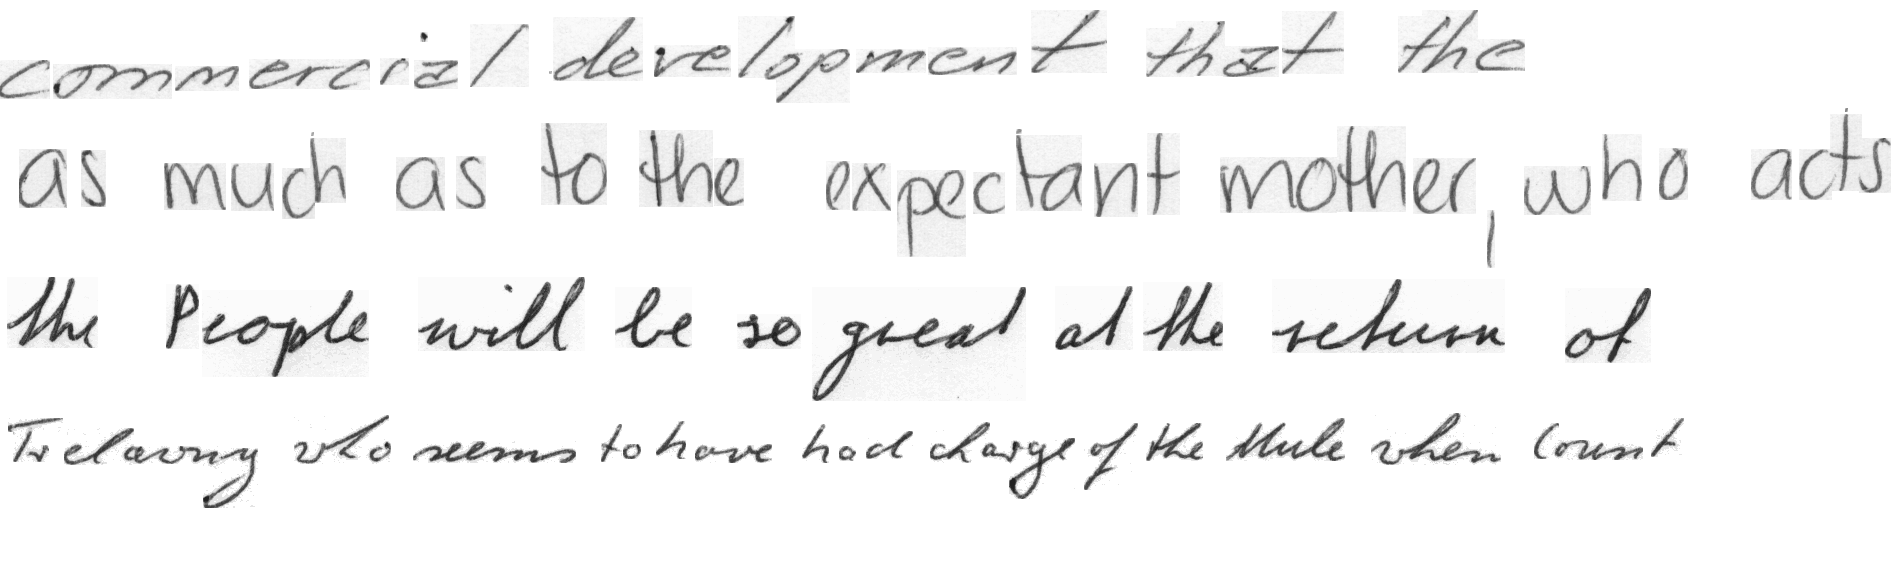 commercial development that the
as much as to the expectant mother, who acts
the People will be so great at the return of
Trelawny who seems to have had charge of the Mule when Count